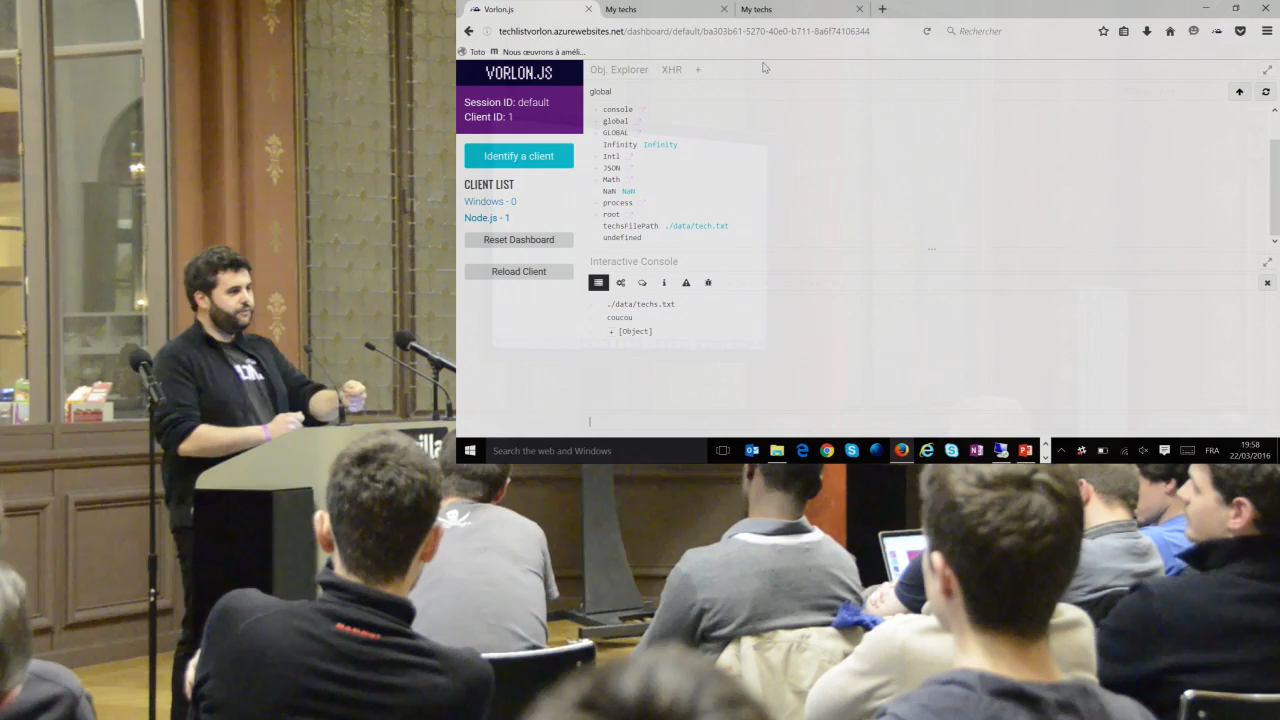 Vorlon.js
My techs
My techs
techlistvorlon.azurewebsites.net/dashboard/default/ba303b61-5270-40e0-b711-8a6f74106344
Rechercher
Toto
Nous œuvrons à améli...
VORLON.JS
Session ID: default
Client ID: 1
Identify a client
CLIENT LIST
Windows - 0
Node.js - 1
Reset Dashboard
Reload Client
Obj. Explorer XHR +
global
console
global
GLOBAL
Infinity Infinity
Intl
JSON
Math
NaN NaN
process
root
techsFilePath ./data/tech.txt
undefined
Interactive Console
./data/techs.txt
coucou
+ [Object]
Search the web and Windows
FRA
19:58
22/03/2016